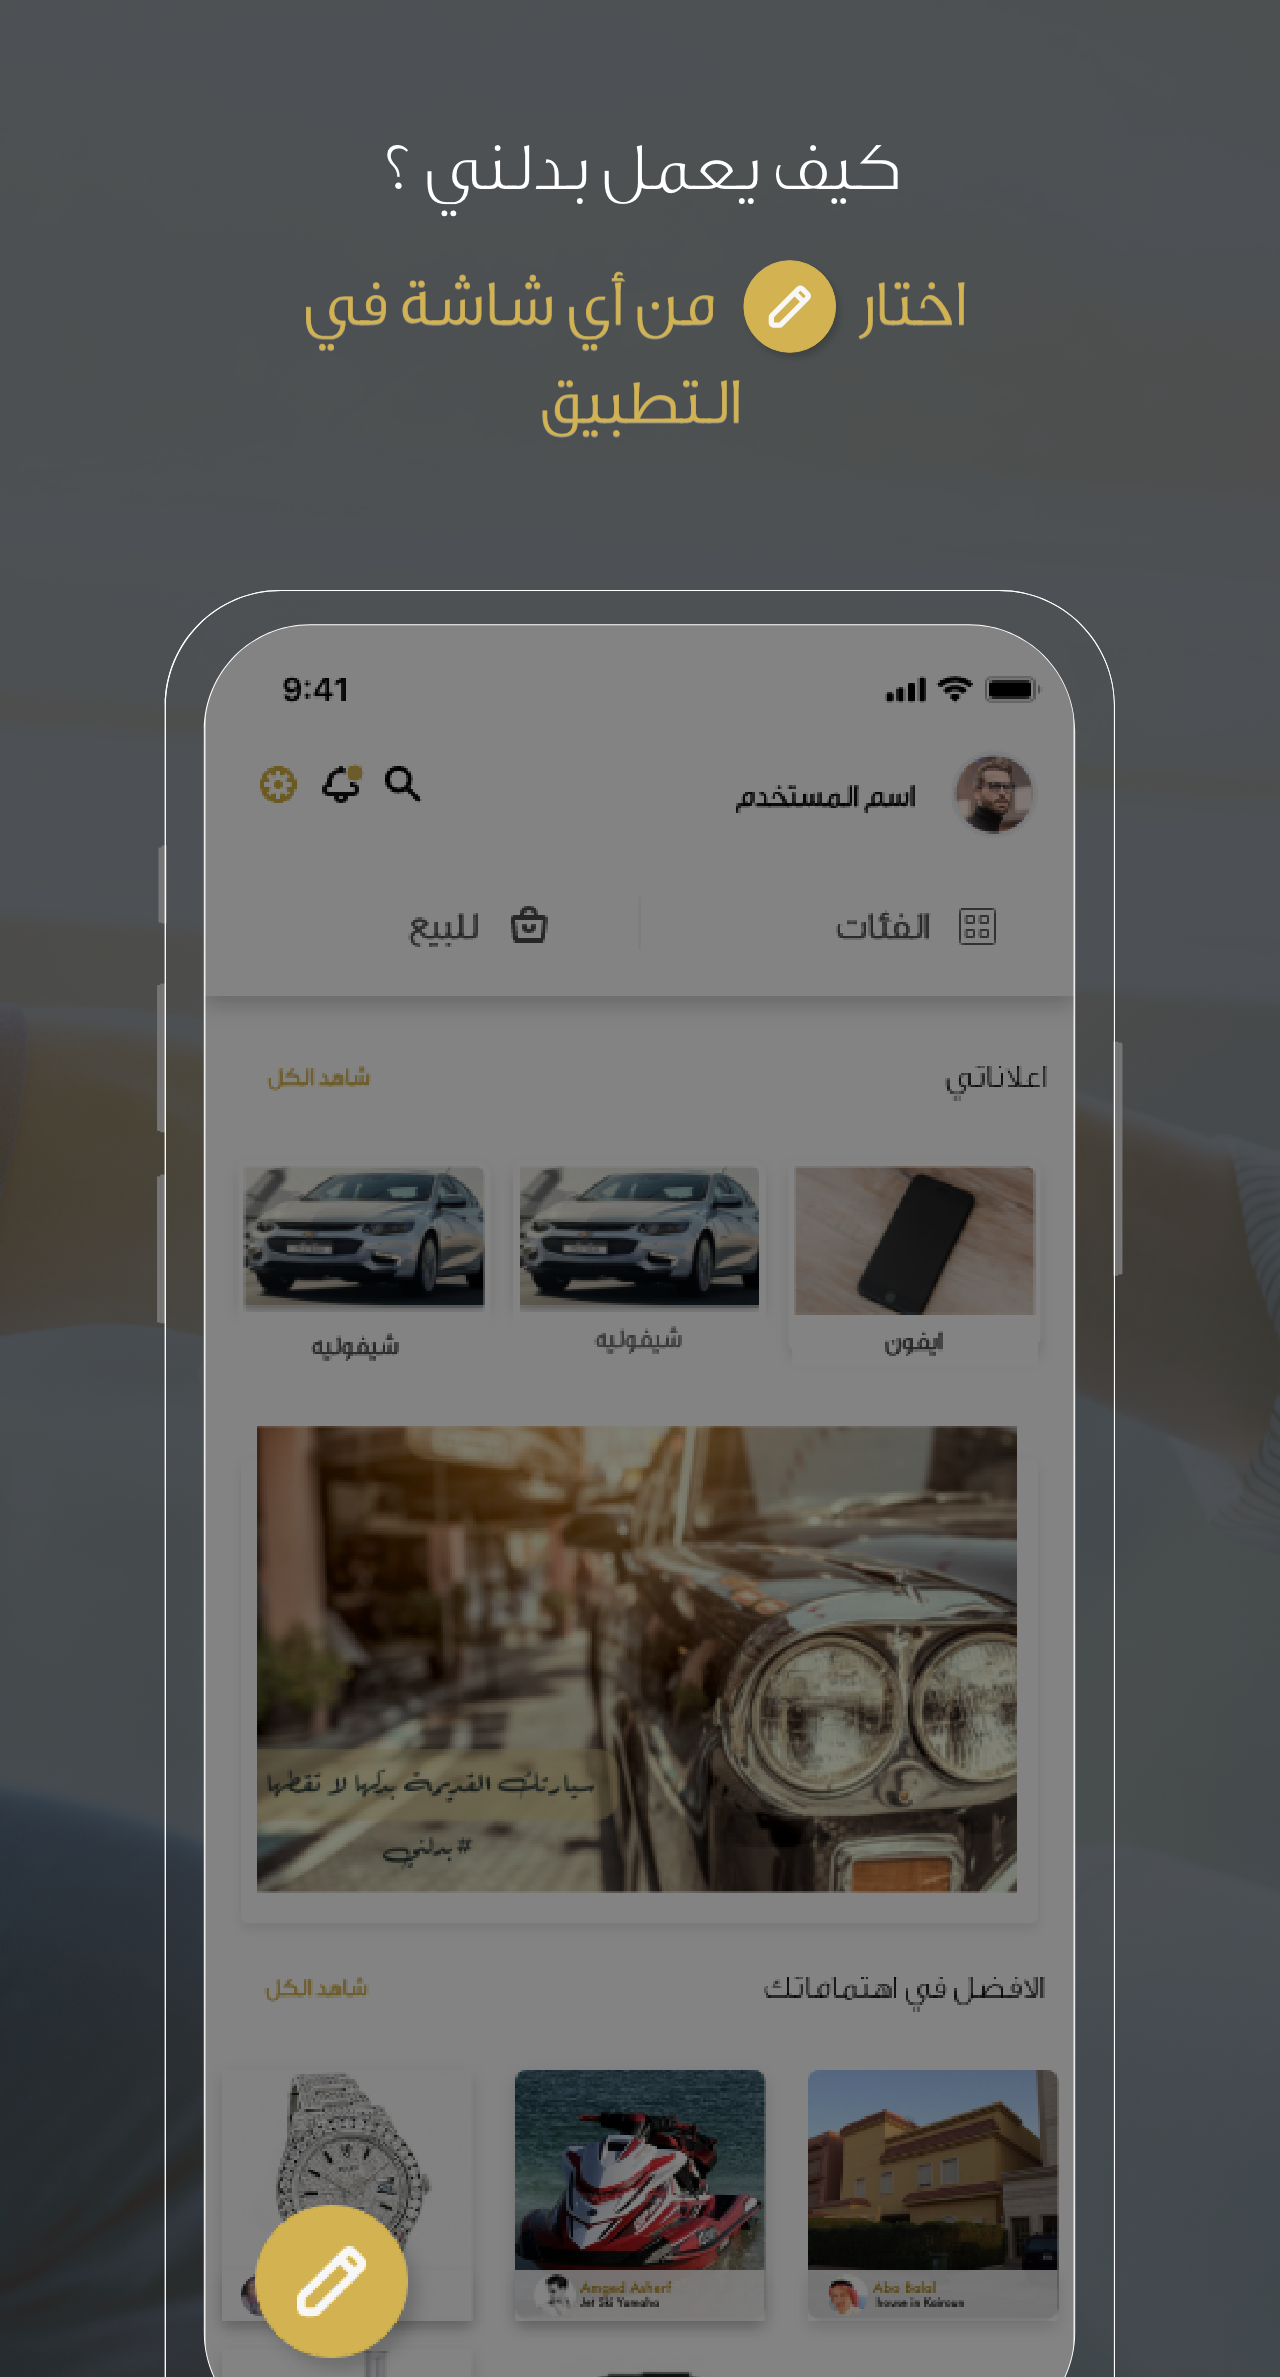 كيف يعمل بدلني ؟
اختار من أي شاشة في
التطبيق
9:41
اسم المستخدم
الفئات
للبيع
اعلاناتي
شاهد الكل
ايفون
شيفوليه
شيفوليه
سيارتك القديمة بدلها لا تقطها
#بدلني
الافضل في اهتماماتك
شاهد الكل
Abo Balal
house in Kairoun
Amged Asherf
Jet Ski Yamaha